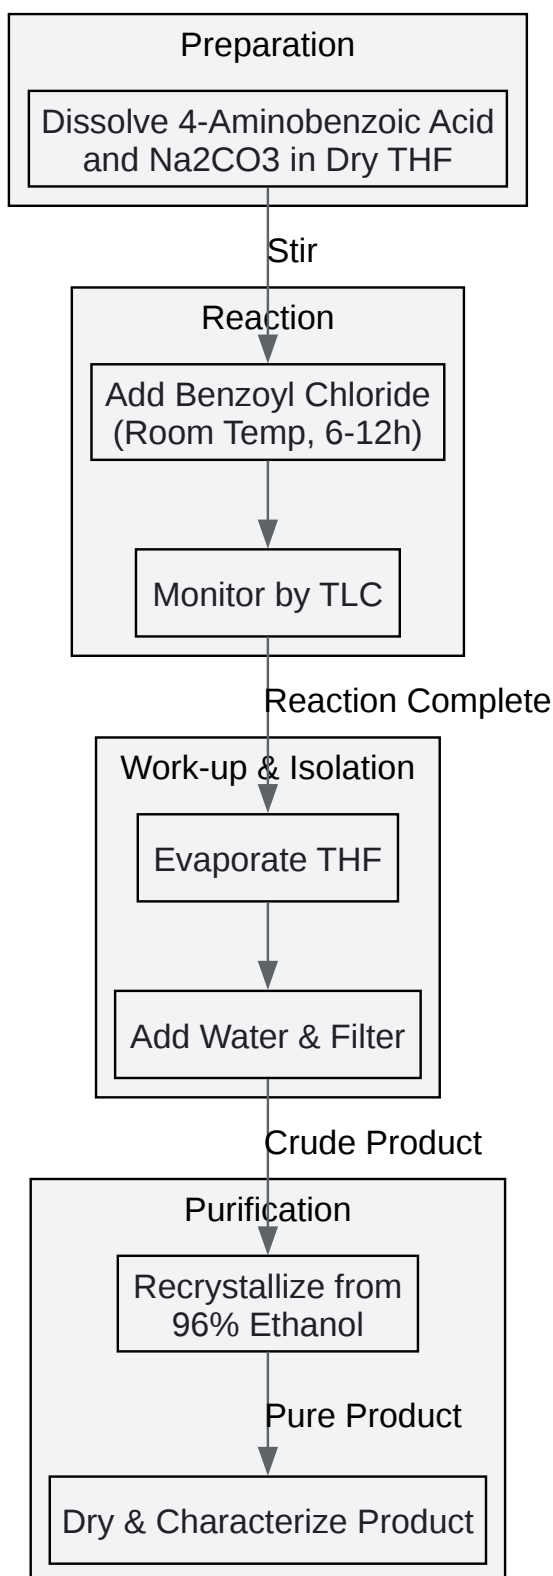 Preparation
Dissolve 4-Aminobenzoic Acid
and Na2CO3 in Dry THF
Stir
Reaction
Add Benzoyl Chloride
(Room Temp, 6-12h)
Monitor by TLC
Reaction Complete
Work-up & Isolation
Evaporate THF
Add Water & Filter
Crude Product
Purification
Recrystallize from
96% Ethanol
Pure Product
Dry & Characterize Product